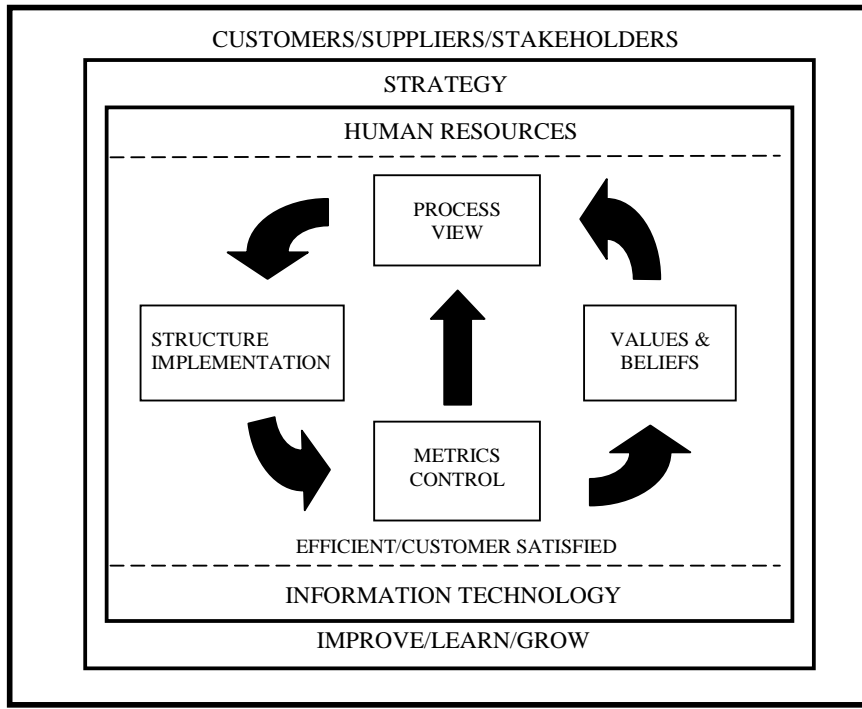 CUSTOMERS/SUPPLIERS/STAKEHOLDERS
STRATEGY
HUMAN RESOURCES
PROCESS
VIEW
STRUCTURE
IMPLEMENTATION
VALUES &
BELIEFS
METRICS
CONTROL
EFFICIENT/CUSTOMER SATISFIED
INFORMATION TECHNOLOGY
IMPROVE/LEARN/GROW